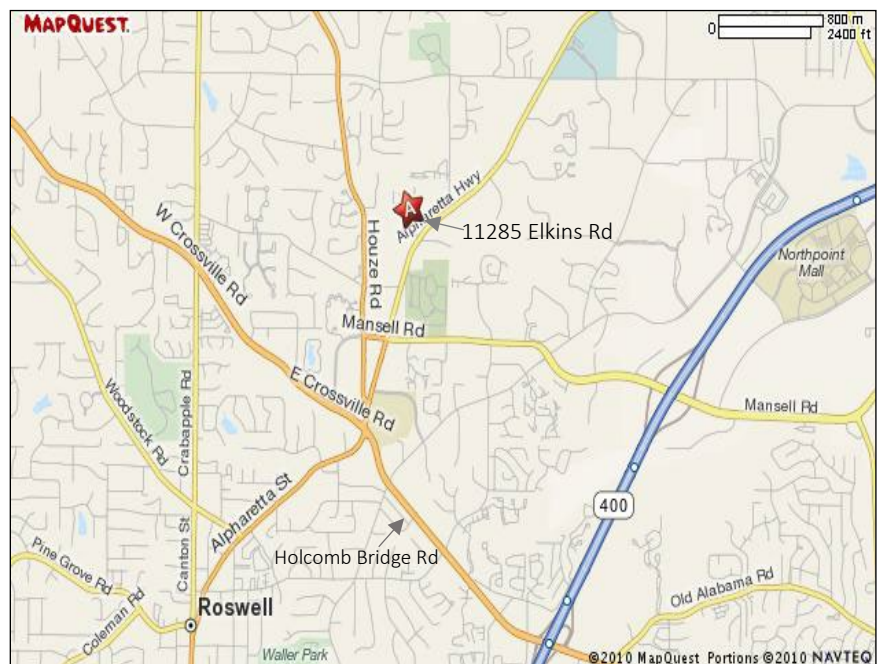 MAPQUEST.
0
800 m
2400 ft
A
Alpharetta Hwy
11285 Elkins Rd
W Crossville Rd
Houze Rd
Northpoint
Mall
Mansell Rd
E Crossville Rd
Woodstock Rd
Crabapple Rd
Mansell Rd
Alpharetta St
400
Canton St
Holcomb Bridge Rd
Pine Grove Rd
Coleman Rd
Roswell
Old Alabama Rd
Waller Park
©2010 MapQuest Portions ©2010 NAVTEQ